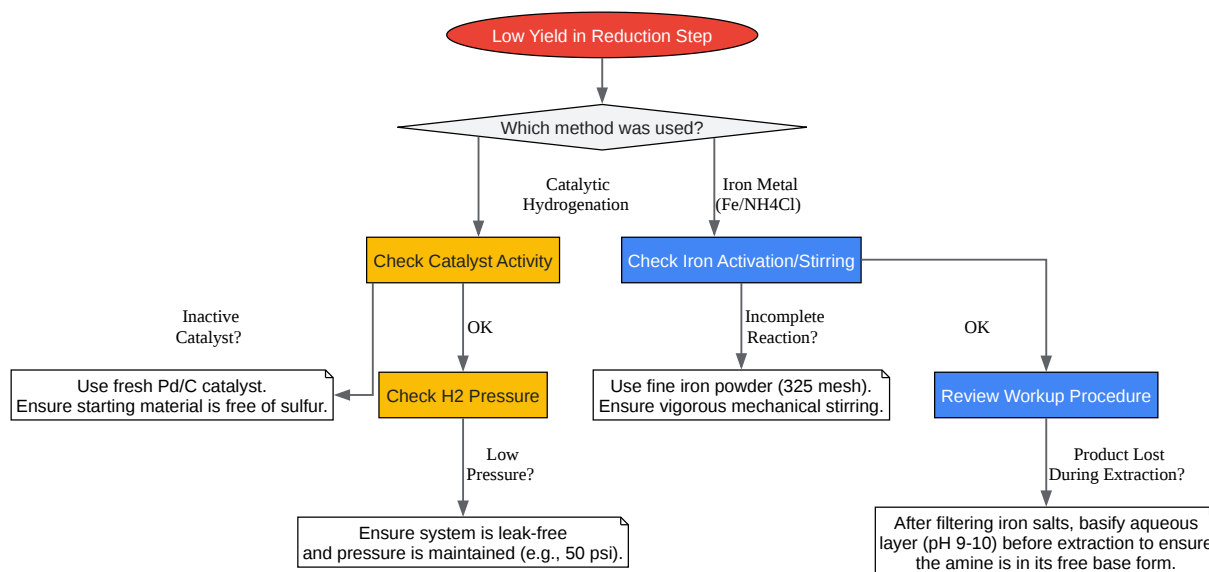 Low Yield in Reduction Step
Which method was used?
Catalytic
Hydrogenation
Iron Metal
(Fe/NH4Cl)
Check Catalyst Activity
Check Iron Activation/Stirring
Inactive
Catalyst?
OK
Incomplete
Reaction?
OK
Use fresh Pd/C catalyst.
Ensure starting material is free of sulfur.
Check H2 Pressure
Use fine iron powder (325 mesh).
Ensure vigorous mechanical stirring.
Review Workup Procedure
Low
Pressure?
Product Lost
During Extraction?
Ensure system is leak-free
and pressure is maintained (e.g., 50 psi).
After filtering iron salts, basify aqueous
layer (pH 9-10) before extraction to ensure
the amine is in its free base form.